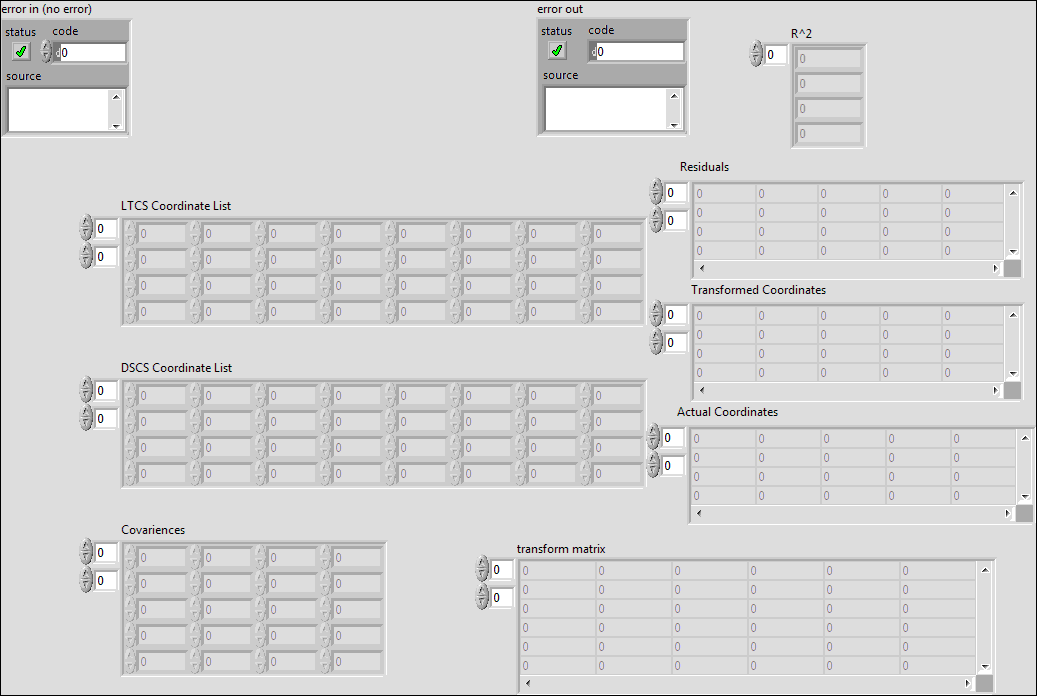 error in (no error)
status code
0
source
error out
status code
0
source
R^2
0
0
0
0
0
Residuals
0
0
0 0 0 0 0
0 0 0 0 0
0 0 0 0 0
0 0 0 0 0
LTCS Coordinate List
0
0
0 0 0 0 0 0 0 0
0 0 0 0 0 0 0 0
0 0 0 0 0 0 0 0
0 0 0 0 0 0 0 0
Transformed Coordinates
0
0
0 0 0 0 0
0 0 0 0 0
0 0 0 0 0
0 0 0 0 0
DSCS Coordinate List
0
0
0 0 0 0 0 0 0 0
0 0 0 0 0 0 0 0
0 0 0 0 0 0 0 0
0 0 0 0 0 0 0 0
Actual Coordinates
0
0
0 0 0 0 0
0 0 0 0 0
0 0 0 0 0
0 0 0 0 0
Covariences
0
0
0 0 0 0
0 0 0 0
0 0 0 0
0 0 0 0
0 0 0 0
transform matrix
0
0
0 0 0 0 0 0
0 0 0 0 0 0
0 0 0 0 0 0
0 0 0 0 0 0
0 0 0 0 0 0
0 0 0 0 0 0